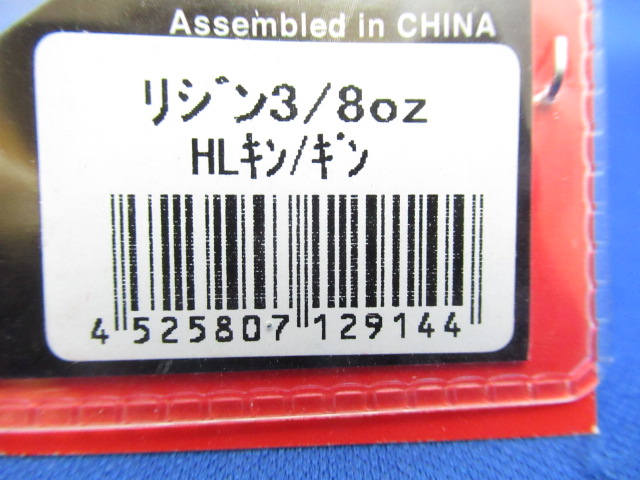 Assembled in CHINA
リジン3/8oz
HLｷﾝ/ｷﾞﾝ
4 525807 129144